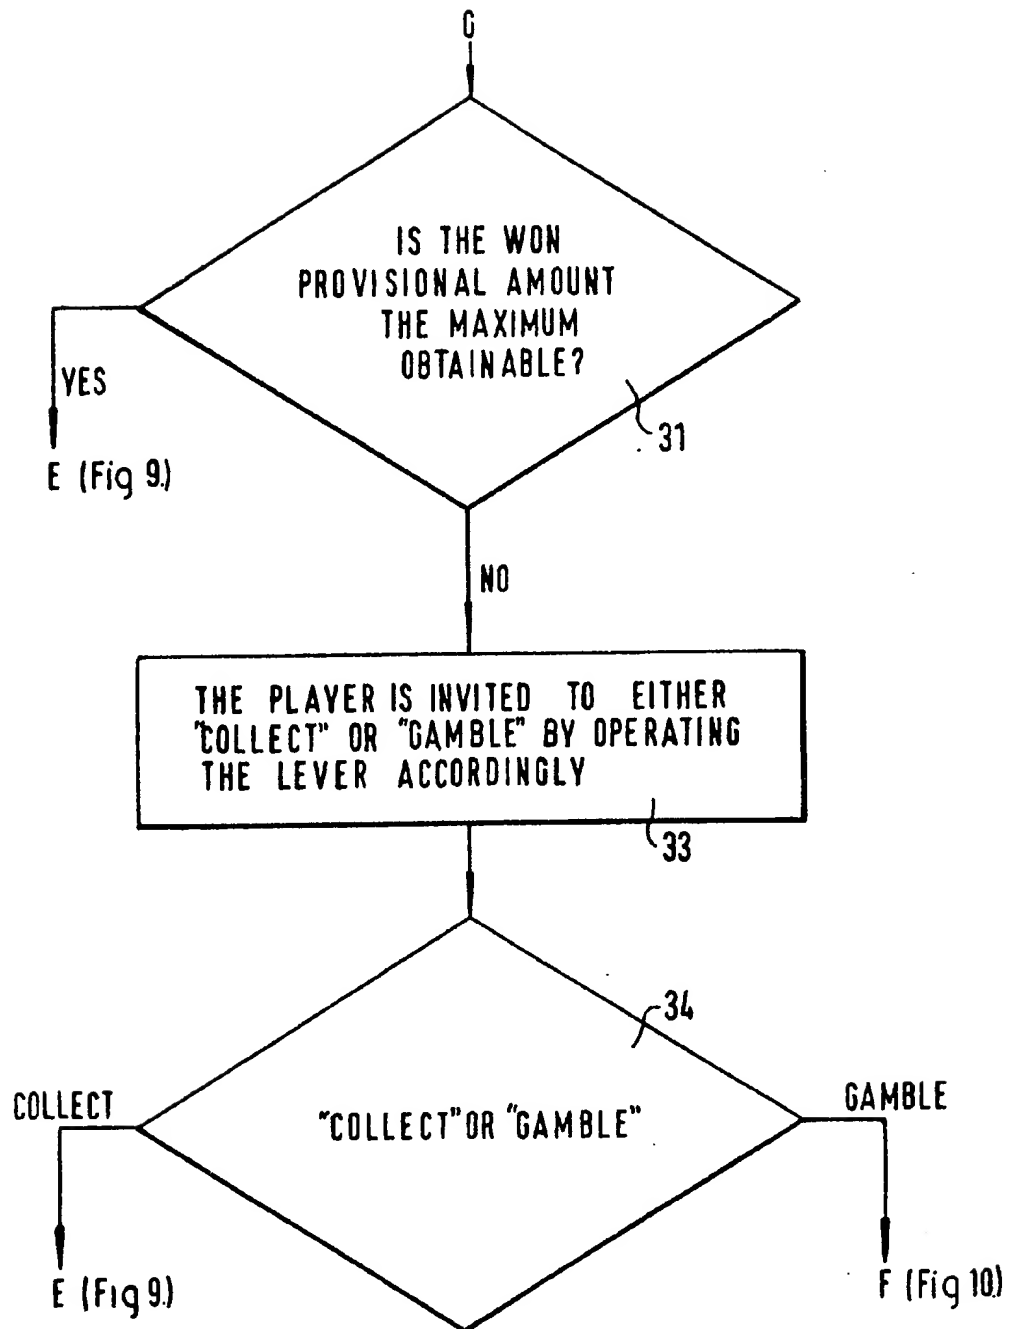 G
IS THE WON
PROVISIONAL AMOUNT
THE MAXIMUM
OBTAINABLE?
31
YES
E (Fig 9.)
NO
THE PLAYER IS INVITED TO EITHER
"COLLECT" OR "GAMBLE" BY OPERATING
THE LEVER ACCORDINGLY
33
34
COLLECT
GAMBLE
"COLLECT" OR "GAMBLE"
E (Fig 9.)
F (Fig 10.)